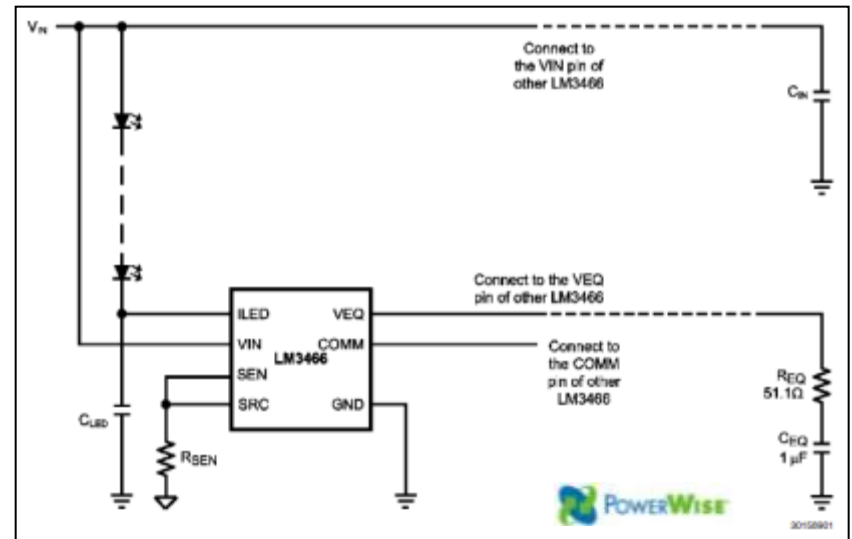 VIN
Connect to
the VIN pin of
other LM3466
CIN
Connect to the VEQ
pin of other LM3466
ILED
VEQ
VIN
COMM
LM3466
SEN
SRC
GND
Connect to
the COMM
pin of other
LM3466
REQ
51.1Ω
CLED
RSEN
CEQ
1 µF
POWERWISE
30150901